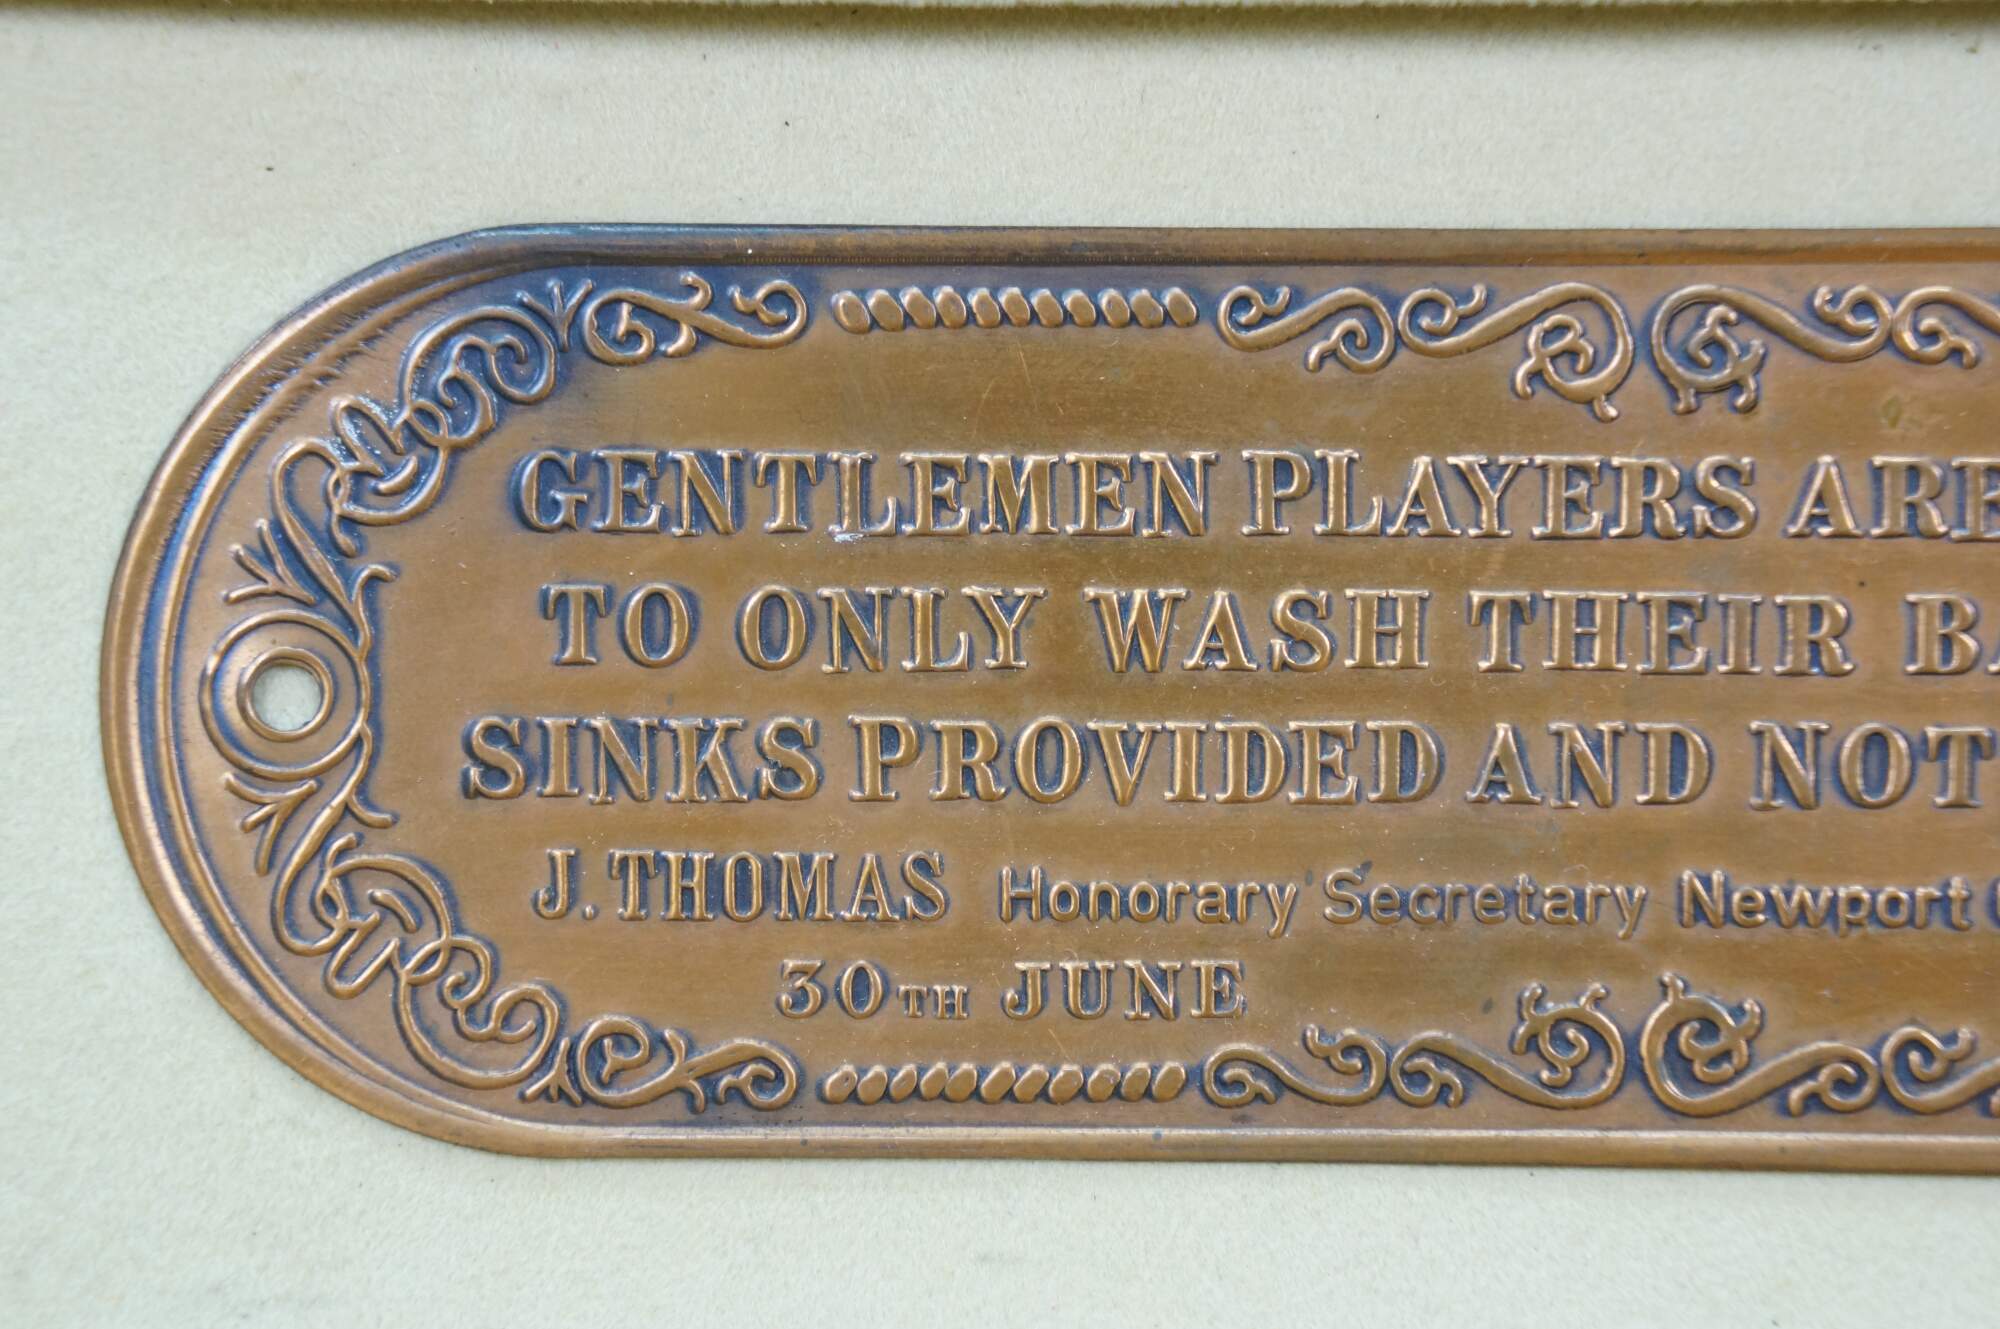 GENTLEMEN PLAYERS ARE
TO ONLY WASH THEIR
SINKS PROVIDED AND NOT
J. THOMAS Honorary Secretary Newport
30TH JUNE